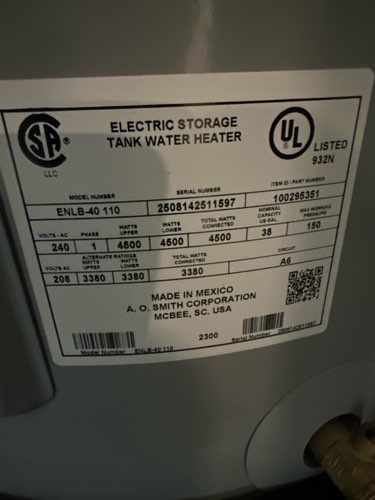 SA
LLC
ELECTRIC STORAGE
TANK WATER HEATER
UL
LISTED
932N
MODEL NUMBER SERIAL NUMBER ITEM ID / PART NUMBER
ENLB-40 110 2508142511597 100295351
VOLTS - AC PHASE WATTS UPPER WATTS LOWER TOTAL WATTS CONNECTED NOMINAL CAPACITY US GAL. MAX WORKING PRESSURE
240 1 4500 4500 4500 38 150
ALTERNATE RATINGS
VOLTS AC WATTS UPPER WATTS LOWER TOTAL WATTS CONNECTED CIRCUIT
208 3380 3380 3380 A6
MADE IN MEXICO
A. O. SMITH CORPORATION
MCBEE, SC. USA
2300
Model Number ENLB-40 110 Serial Number 2508142511597